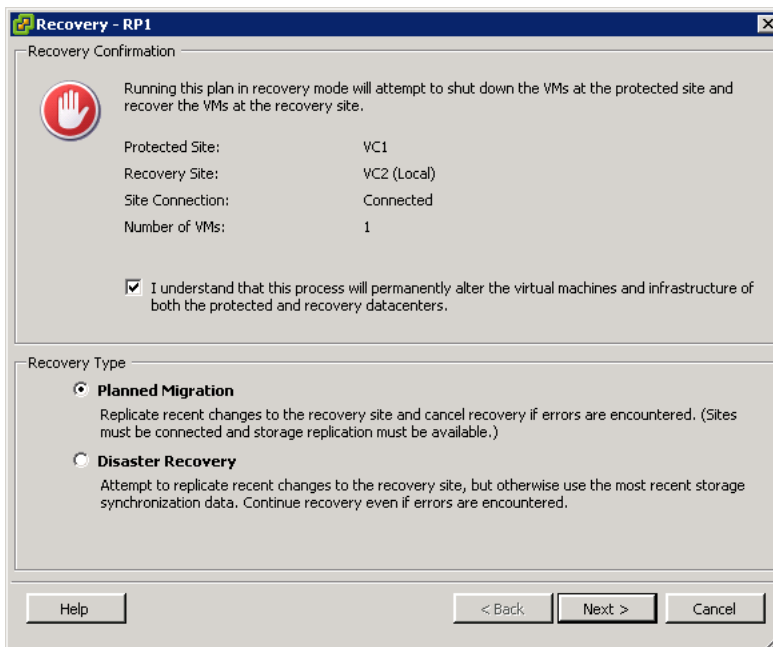 Recovery - RP1
Recovery Confirmation
Running this plan in recovery mode will attempt to shut down the VMs at the protected site and
recover the VMs at the recovery site.
Protected Site: VC1
Recovery Site: VC2 (Local)
Site Connection: Connected
Number of VMs: 1
I understand that this process will permanently alter the virtual machines and infrastructure of
both the protected and recovery datacenters.
Recovery Type
Planned Migration
Replicate recent changes to the recovery site and cancel recovery if errors are encountered. (Sites
must be connected and storage replication must be available.)
Disaster Recovery
Attempt to replicate recent changes to the recovery site, but otherwise use the most recent storage
synchronization data. Continue recovery even if errors are encountered.
Help < Back Next > Cancel